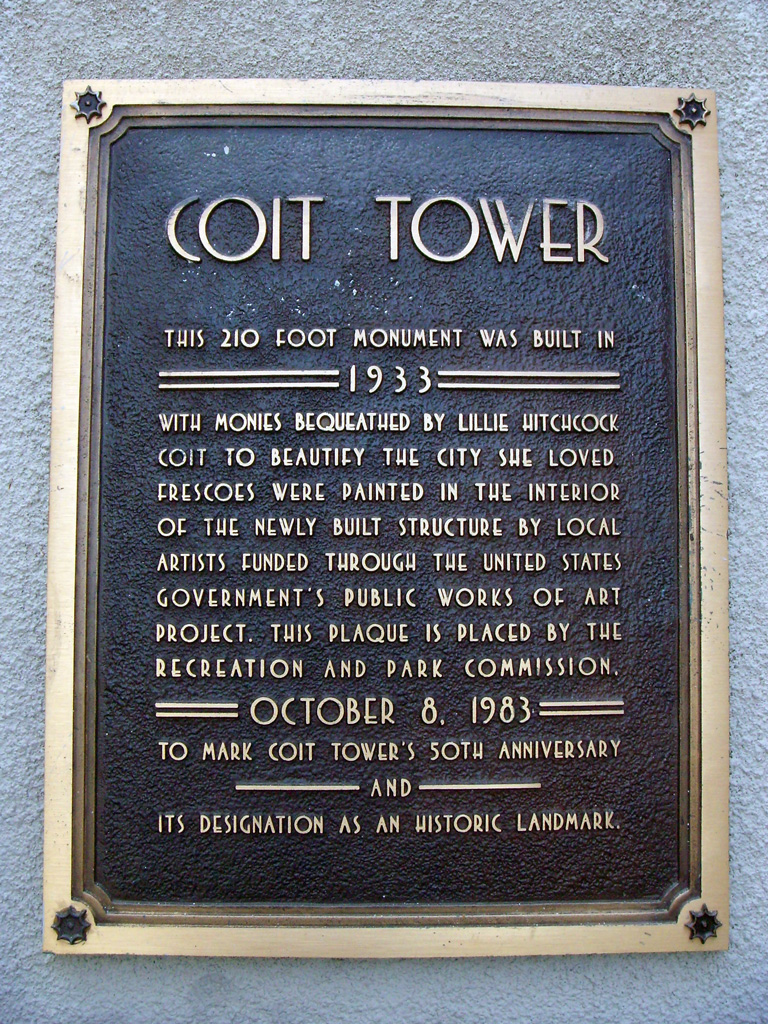 COIT TOWER
THIS 210 FOOT MONUMENT WAS BUILT IN
1933
WITH MONIES BEQUEATHED BY LILLIE HITCHCOCK
COIT TO BEAUTIFY THE CITY SHE LOVED.
FRESCOES WERE PAINTED IN THE INTERIOR
OF THE NEWLY BUILT STRUCTURE BY LOCAL
ARTISTS FUNDED THROUGH THE UNITED STATES
GOVERNMENT'S PUBLIC WORKS OF ART
PROJECT. THIS PLAQUE IS PLACED BY THE
RECREATION AND PARK COMMISSION,
OCTOBER 8, 1983
TO MARK COIT TOWER'S 50TH ANNIVERSARY
AND
ITS DESIGNATION AS AN HISTORIC LANDMARK.